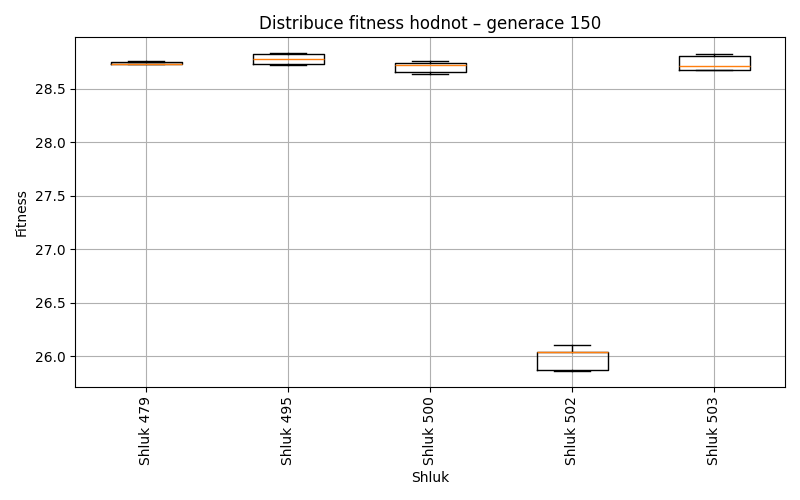 Distribuce fitness hodnot – generace 150
Fitness
28.5
28.0
27.5
27.0
26.5
26.0
Shluk 479
Shluk 495
Shluk 500
Shluk 502
Shluk 503
Shluk